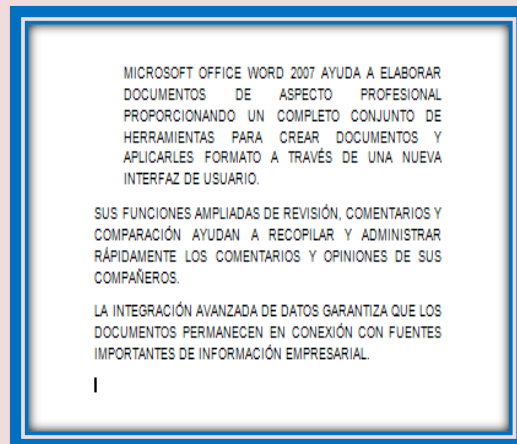 MICROSOFT OFFICE WORD 2007 AYUDA A ELABORAR
DOCUMENTOS DE ASPECTO PROFESIONAL
PROPORCIONANDO UN COMPLETO CONJUNTO DE
HERRAMIENTAS PARA CREAR DOCUMENTOS Y
APLICARLES FORMATO A TRAVÉS DE UNA NUEVA
INTERFAZ DE USUARIO.
SUS FUNCIONES AMPLIADAS DE REVISIÓN, COMENTARIOS Y
COMPARACIÓN AYUDAN A RECOPILAR Y ADMINISTRAR
RÁPIDAMENTE LOS COMENTARIOS Y OPINIONES DE SUS
COMPAÑEROS.
LA INTEGRACIÓN AVANZADA DE DATOS GARANTIZA QUE LOS
DOCUMENTOS PERMANECEN EN CONEXIÓN CON FUENTES
IMPORTANTES DE INFORMACIÓN EMPRESARIAL.